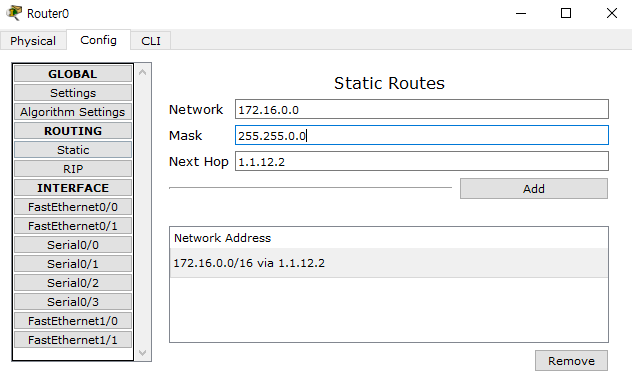 Router0
Physical Config CLI
GLOBAL
Settings
Algorithm Settings
ROUTING
Static
RIP
INTERFACE
FastEthernet0/0
FastEthernet0/1
Serial0/0
Serial0/1
Serial0/2
Serial0/3
FastEthernet1/0
FastEthernet1/1
Static Routes
Network 172.16.0.0
Mask 255.255.0.0
Next Hop 1.1.12.2
Add
Network Address
172.16.0.0/16 via 1.1.12.2
Remove